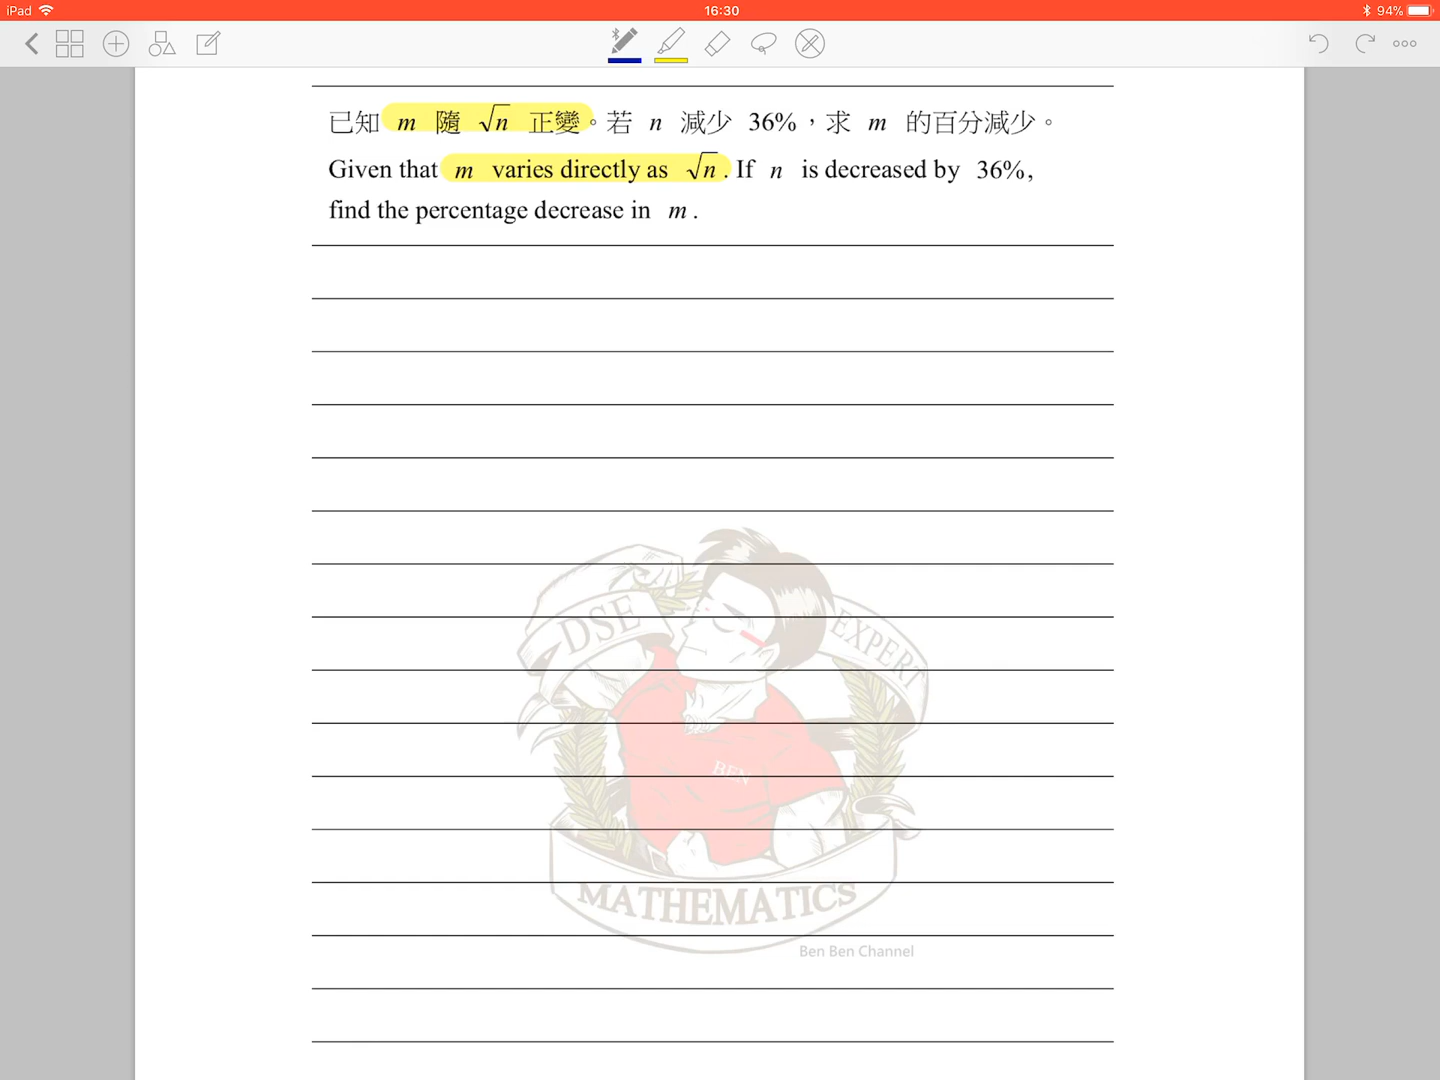 iPad 16:30 94%
已知 m 隨 √n 正變。若 n 減少 36%，求 m 的百分減少。
Given that m varies directly as √n. If n is decreased by 36%,
find the percentage decrease in m.
DSE EXPERT
BEN
MATHEMATICS
Ben Ben Channel